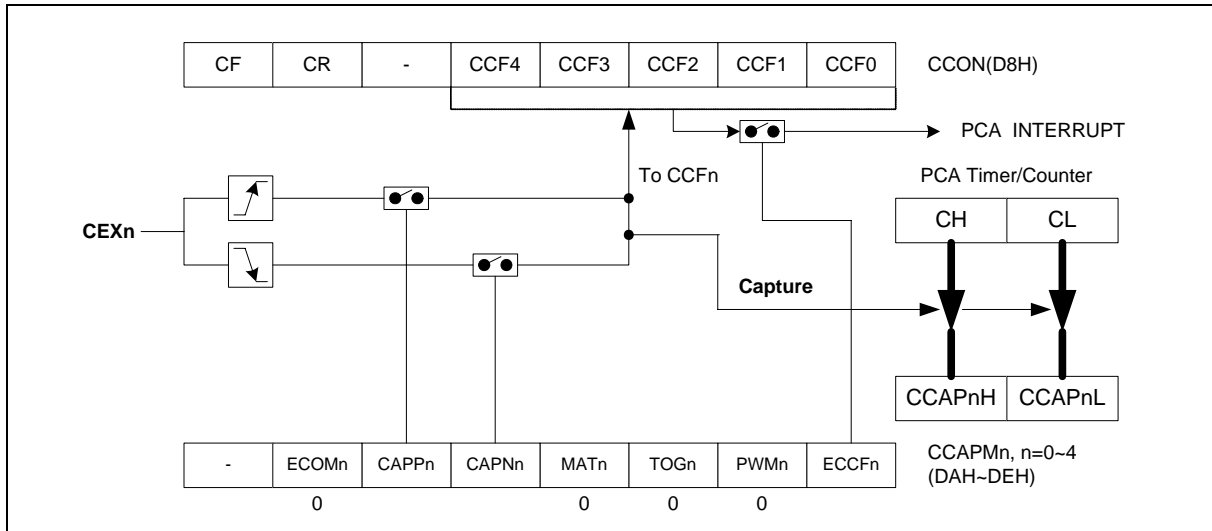 CF CR - CCF4 CCF3 CCF2 CCF1 CCF0 CCON(D8H)
PCA INTERRUPT
To CCFn
PCA Timer/Counter
CEXn
CH CL
Capture
CCAPnH CCAPnL
- ECOMn CAPPn CAPNn MATn TOGn PWMn ECCFn
CCAPMn, n=0~4
(DAH~DEH)
0 0 0 0